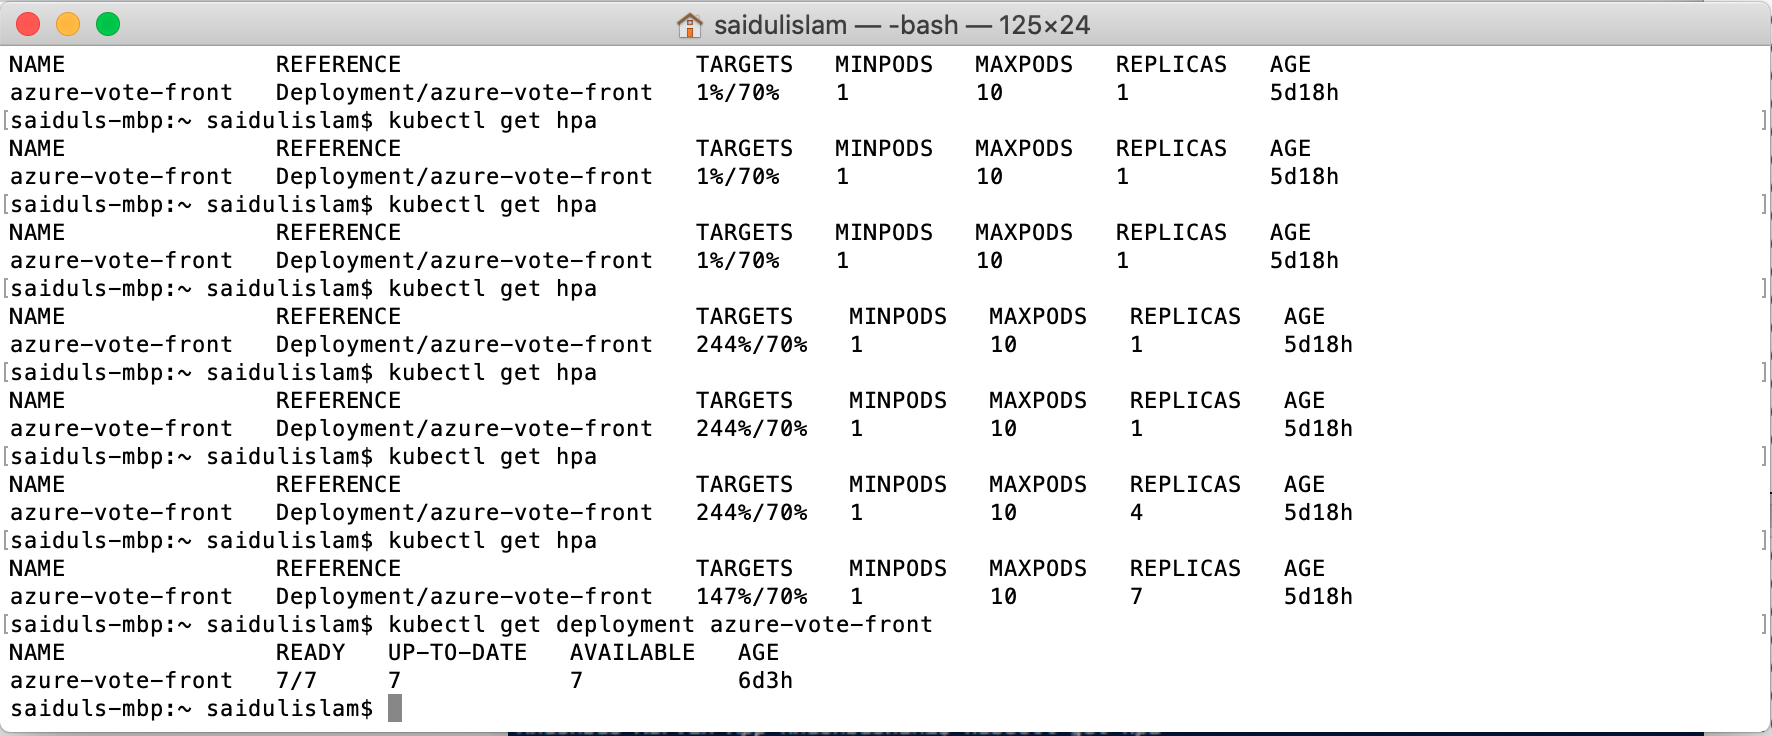 saidulislam — -bash — 125×24
NAME REFERENCE TARGETS MINPODS MAXPODS REPLICAS AGE
azure-vote-front Deployment/azure-vote-front 1%/70% 1 10 1 5d18h
[saiduls-mbp:~ saidulislam$ kubectl get hpa ]
NAME REFERENCE TARGETS MINPODS MAXPODS REPLICAS AGE
azure-vote-front Deployment/azure-vote-front 1%/70% 1 10 1 5d18h
[saiduls-mbp:~ saidulislam$ kubectl get hpa ]
NAME REFERENCE TARGETS MINPODS MAXPODS REPLICAS AGE
azure-vote-front Deployment/azure-vote-front 1%/70% 1 10 1 5d18h
[saiduls-mbp:~ saidulislam$ kubectl get hpa ]
NAME REFERENCE TARGETS MINPODS MAXPODS REPLICAS AGE
azure-vote-front Deployment/azure-vote-front 244%/70% 1 10 1 5d18h
[saiduls-mbp:~ saidulislam$ kubectl get hpa ]
NAME REFERENCE TARGETS MINPODS MAXPODS REPLICAS AGE
azure-vote-front Deployment/azure-vote-front 244%/70% 1 10 1 5d18h
[saiduls-mbp:~ saidulislam$ kubectl get hpa ]
NAME REFERENCE TARGETS MINPODS MAXPODS REPLICAS AGE
azure-vote-front Deployment/azure-vote-front 244%/70% 1 10 4 5d18h
[saiduls-mbp:~ saidulislam$ kubectl get hpa ]
NAME REFERENCE TARGETS MINPODS MAXPODS REPLICAS AGE
azure-vote-front Deployment/azure-vote-front 147%/70% 1 10 7 5d18h
[saiduls-mbp:~ saidulislam$ kubectl get deployment azure-vote-front ]
NAME READY UP-TO-DATE AVAILABLE AGE
azure-vote-front 7/7 7 7 6d3h
saiduls-mbp:~ saidulislam$